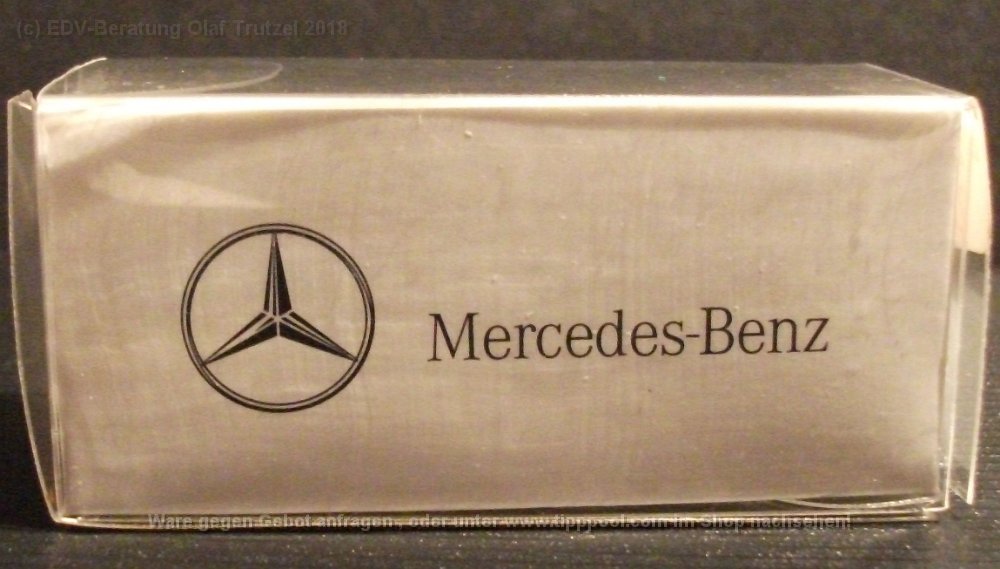 (c) EDV-Beratung Olaf Trutzel 2018
Mercedes-Benz
Ware gegen Gebot anfragen, oder unter www.tipppool.com im Shop nachsehen!